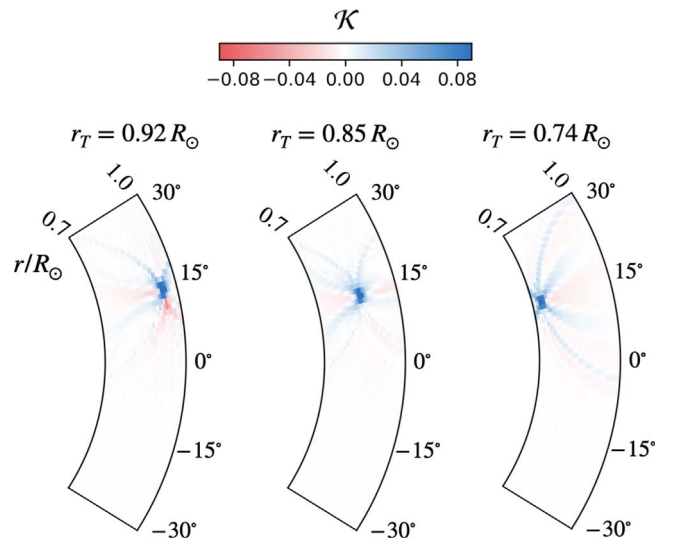 𝒦
−0.08 −0.04 0.00 0.04 0.08
r_T = 0.92 R_⊙ r_T = 0.85 R_⊙ r_T = 0.74 R_⊙
1.0 30° 1.0 30° 1.0 30°
0.7 0.7 0.7
r/R_⊙ 15° 15° 15°
0° 0° 0°
−15° −15° −15°
−30° −30° −30°